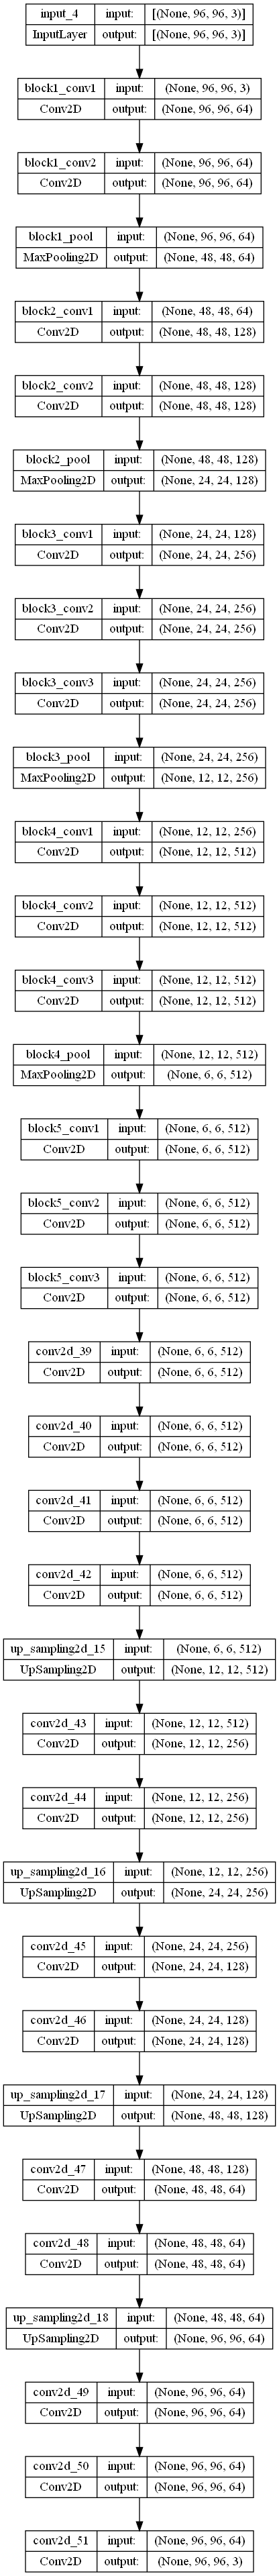 input_4 input: [(None, 96, 96, 3)]
InputLayer output: [(None, 96, 96, 3)]
block1_conv1 input: (None, 96, 96, 3)
Conv2D output: (None, 96, 96, 64)
block1_conv2 input: (None, 96, 96, 64)
Conv2D output: (None, 96, 96, 64)
block1_pool input: (None, 96, 96, 64)
MaxPooling2D output: (None, 48, 48, 64)
block2_conv1 input: (None, 48, 48, 64)
Conv2D output: (None, 48, 48, 128)
block2_conv2 input: (None, 48, 48, 128)
Conv2D output: (None, 48, 48, 128)
block2_pool input: (None, 48, 48, 128)
MaxPooling2D output: (None, 24, 24, 128)
block3_conv1 input: (None, 24, 24, 128)
Conv2D output: (None, 24, 24, 256)
block3_conv2 input: (None, 24, 24, 256)
Conv2D output: (None, 24, 24, 256)
block3_conv3 input: (None, 24, 24, 256)
Conv2D output: (None, 24, 24, 256)
block3_pool input: (None, 24, 24, 256)
MaxPooling2D output: (None, 12, 12, 256)
block4_conv1 input: (None, 12, 12, 256)
Conv2D output: (None, 12, 12, 512)
block4_conv2 input: (None, 12, 12, 512)
Conv2D output: (None, 12, 12, 512)
block4_conv3 input: (None, 12, 12, 512)
Conv2D output: (None, 12, 12, 512)
block4_pool input: (None, 12, 12, 512)
MaxPooling2D output: (None, 6, 6, 512)
block5_conv1 input: (None, 6, 6, 512)
Conv2D output: (None, 6, 6, 512)
block5_conv2 input: (None, 6, 6, 512)
Conv2D output: (None, 6, 6, 512)
block5_conv3 input: (None, 6, 6, 512)
Conv2D output: (None, 6, 6, 512)
conv2d_39 input: (None, 6, 6, 512)
Conv2D output: (None, 6, 6, 512)
conv2d_40 input: (None, 6, 6, 512)
Conv2D output: (None, 6, 6, 512)
conv2d_41 input: (None, 6, 6, 512)
Conv2D output: (None, 6, 6, 512)
conv2d_42 input: (None, 6, 6, 512)
Conv2D output: (None, 6, 6, 512)
up_sampling2d_15 input: (None, 6, 6, 512)
UpSampling2D output: (None, 12, 12, 512)
conv2d_43 input: (None, 12, 12, 512)
Conv2D output: (None, 12, 12, 256)
conv2d_44 input: (None, 12, 12, 256)
Conv2D output: (None, 12, 12, 256)
up_sampling2d_16 input: (None, 12, 12, 256)
UpSampling2D output: (None, 24, 24, 256)
conv2d_45 input: (None, 24, 24, 256)
Conv2D output: (None, 24, 24, 128)
conv2d_46 input: (None, 24, 24, 128)
Conv2D output: (None, 24, 24, 128)
up_sampling2d_17 input: (None, 24, 24, 128)
UpSampling2D output: (None, 48, 48, 128)
conv2d_47 input: (None, 48, 48, 128)
Conv2D output: (None, 48, 48, 64)
conv2d_48 input: (None, 48, 48, 64)
Conv2D output: (None, 48, 48, 64)
up_sampling2d_18 input: (None, 48, 48, 64)
UpSampling2D output: (None, 96, 96, 64)
conv2d_49 input: (None, 96, 96, 64)
Conv2D output: (None, 96, 96, 64)
conv2d_50 input: (None, 96, 96, 64)
Conv2D output: (None, 96, 96, 64)
conv2d_51 input: (None, 96, 96, 64)
Conv2D output: (None, 96, 96, 3)